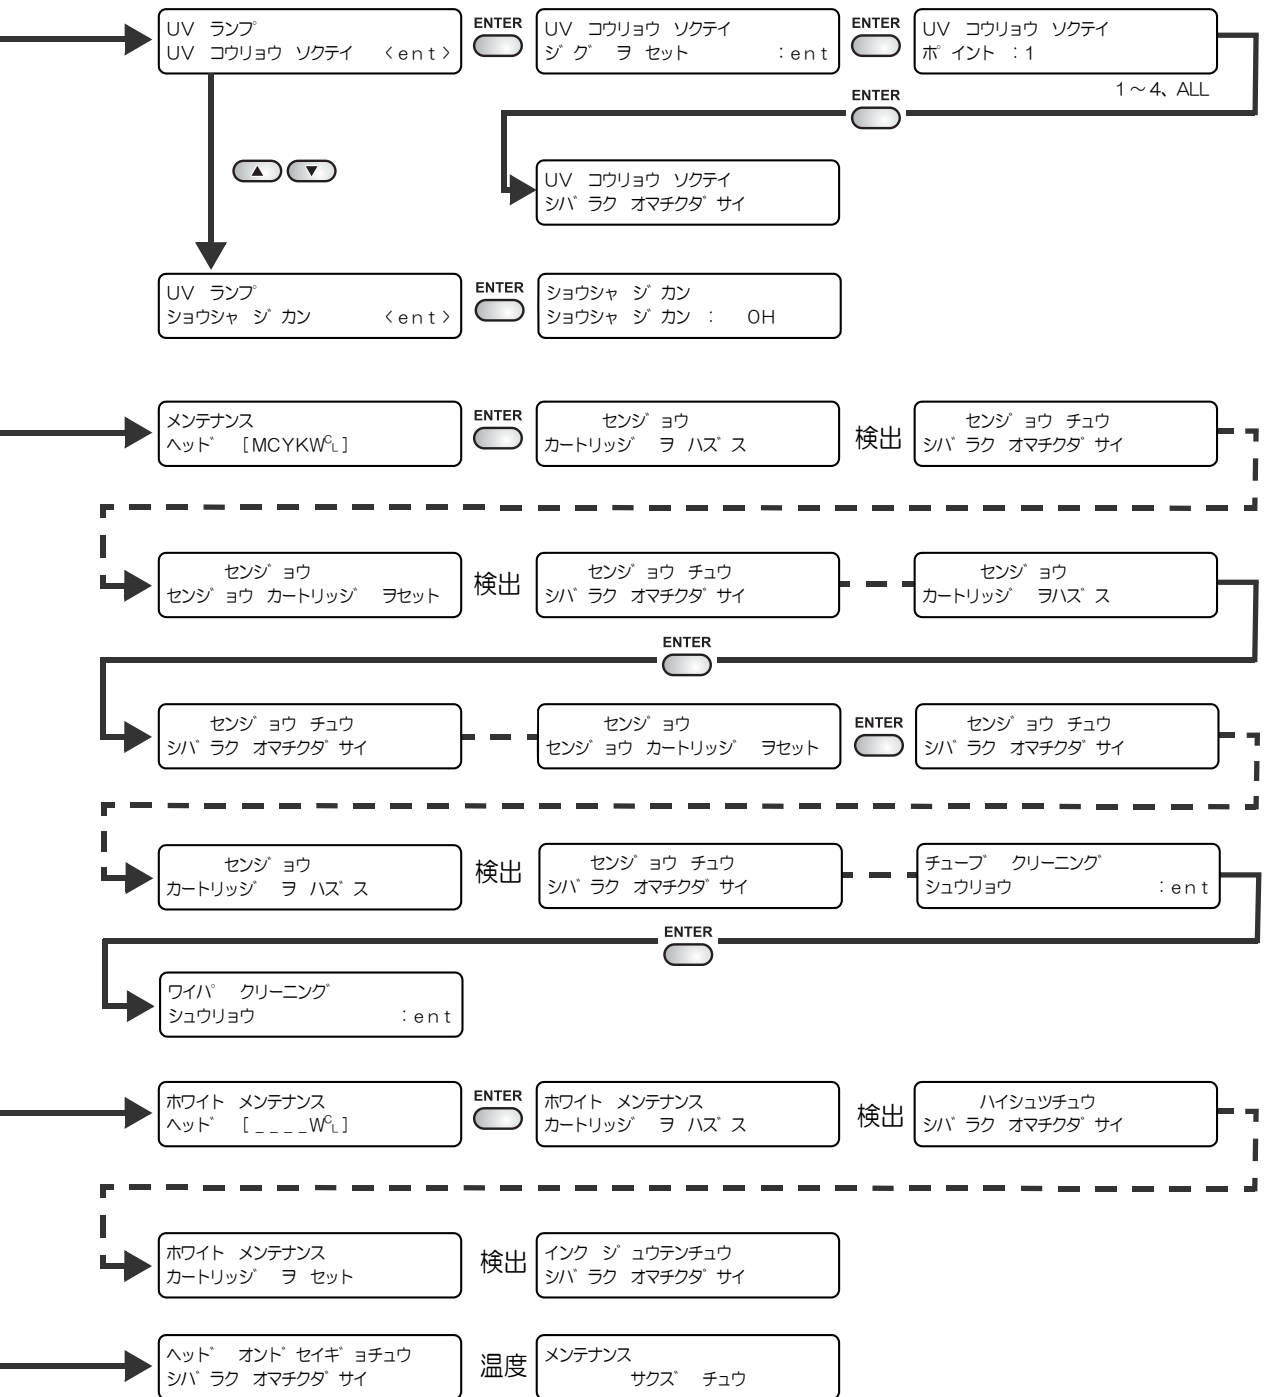 UV ランプ
UV コウリョウ ソクテイ <ent>
ENTER
UV コウリョウ ソクテイ
ジグ ヲ セット :ent
ENTER
UV コウリョウ ソクテイ
ポイント :1
1～4、ALL
ENTER
UV コウリョウ ソクテイ
シバラク オマチクダサイ
UV ランプ
ショウシャ ジカン <ent>
ENTER
ショウシャ ジカン
ショウシャ ジカン : 0H
メンテナンス
ヘッド [MCYKWCL]
ENTER
センジョウ
カートリッジ ヲ ハズス
検出
センジョウ チュウ
シバラク オマチクダサイ
センジョウ
センジョウ カートリッジ ヲセット
検出
センジョウ チュウ
シバラク オマチクダサイ
センジョウ
カートリッジ ヲハズス
ENTER
センジョウ チュウ
シバラク オマチクダサイ
センジョウ
センジョウ カートリッジ ヲセット
ENTER
センジョウ チュウ
シバラク オマチクダサイ
センジョウ
カートリッジ ヲ ハズス
検出
センジョウ チュウ
シバラク オマチクダサイ
チューブ クリーニング
シュウリョウ :ent
ENTER
ワイパ クリーニング
シュウリョウ :ent
ホワイト メンテナンス
ヘッド [____WCL]
ENTER
ホワイト メンテナンス
カートリッジ ヲ ハズス
検出
ハイシュツチュウ
シバラク オマチクダサイ
ホワイト メンテナンス
カートリッジ ヲ セット
検出
インク ジュウテンチュウ
シバラク オマチクダサイ
ヘッド オンドセイギョチュウ
シバラク オマチクダサイ
温度
メンテナンス
サクズ チュウ